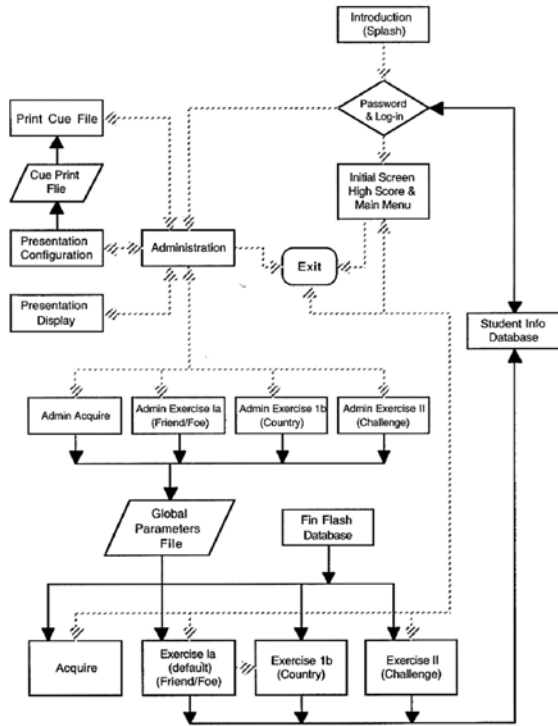 Introduction
(Splash)
Password
& Log-in
Print Cue File
Cue Print
Flie
Initial Screen
High Score &
Main Menu
Presentation
Configuration
Administration
Exit
Presentation
Display
Student Info
Database
Admin Acquire
Admin Exercise Ia
(Friend/Foe)
Admin Exercise 1b
(Country)
Admin Exercise II
(Challenge)
Global
Parameters
File
Fin Flash
Database
Acquire
Exercise Ia
(default)
(Friend/Foe)
Exercise 1b
(Country)
Exercise II
(Challenge)